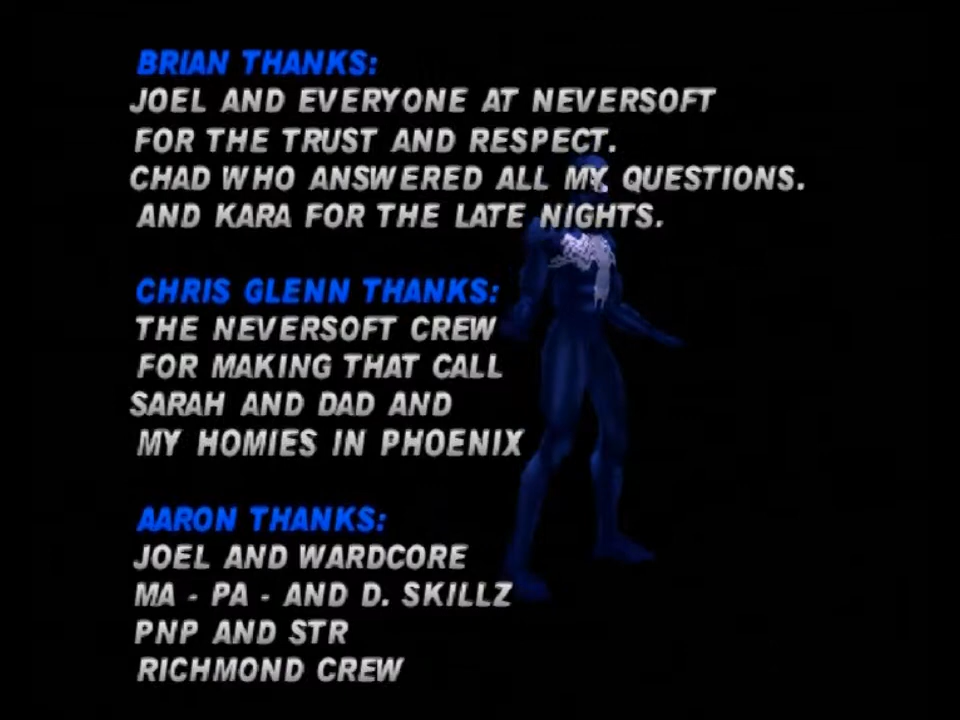 BRIAN THANKS:
JOEL AND EVERYONE AT NEVERSOFT
FOR THE TRUST AND RESPECT.
CHAD WHO ANSWERED ALL MY QUESTIONS.
AND KARA FOR THE LATE NIGHTS.
CHRIS GLENN THANKS:
THE NEVERSOFT CREW
FOR MAKING THAT CALL
SARAH AND DAD AND
MY HOMIES IN PHOENIX
AARON THANKS:
JOEL AND WARDCORE
MA - PA - AND D. SKILLZ
PNP AND STR
RICHMOND CREW